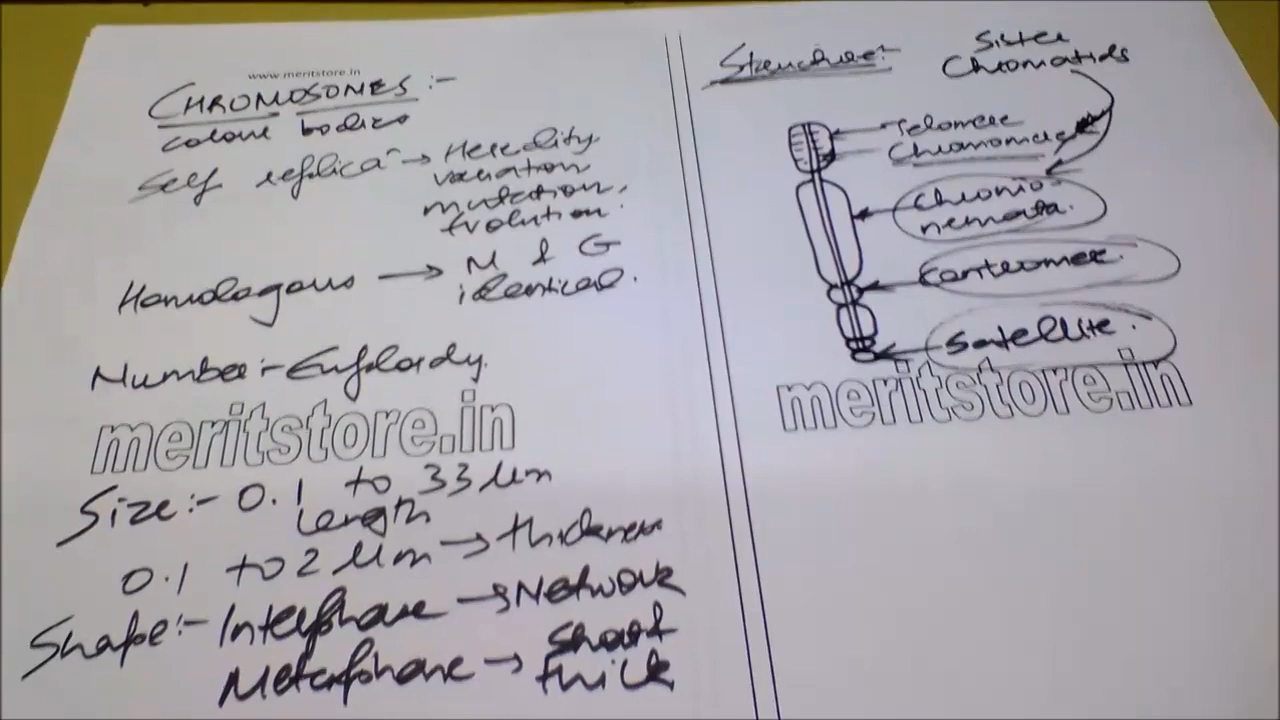 www.meritstore.in
CHROMOSOMES :-
colour bodies
Self replica⁻ → Heredity
variation
mutation,
Evolution.
Homologous → M & G
identical.
Number :- Euploidy.
meritstore.in
Size :- 0.1 to 33 µm
length
0.1 to 2 µm → thickness
Shape :- Interphase → Network
Metaphase → Short
thick
Structure :-
Sister
Chromatids
Telomere
Chromomere
Chromo-
nemata.
Centromere.
Satellite.
meritstore.in